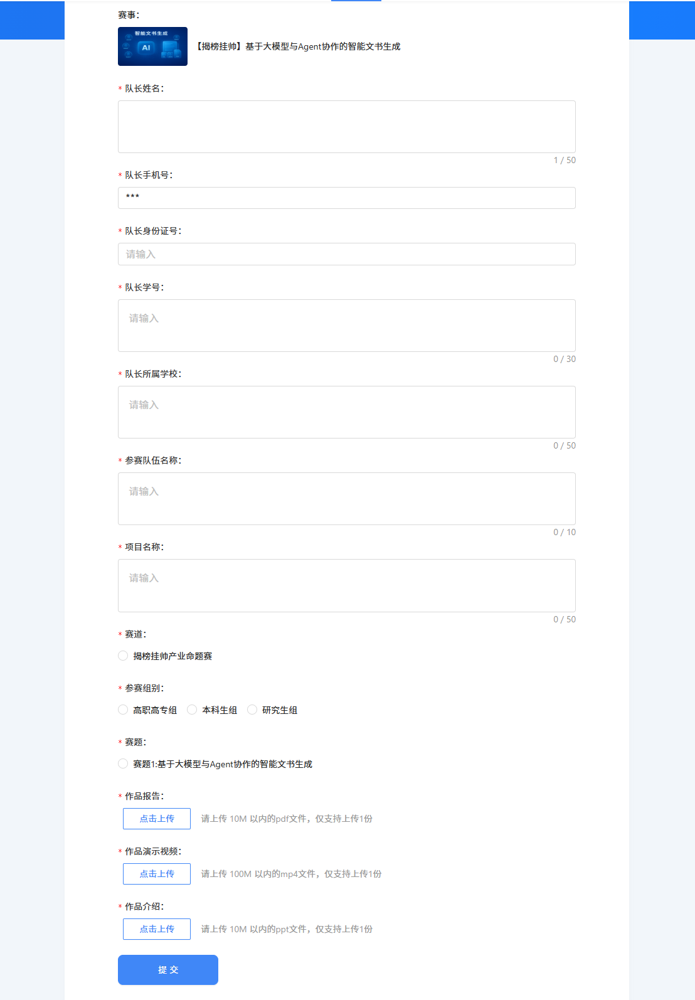 赛事：
智能文书生成
AI
【揭榜挂帅】基于大模型与Agent协作的智能文书生成
* 队长姓名：
1 / 50
* 队长手机号：
***
* 队长身份证号：
请输入
* 队长学号：
请输入
0 / 30
* 队长所属学校：
请输入
0 / 50
* 参赛队伍名称：
请输入
0 / 10
* 项目名称：
请输入
0 / 50
* 赛道：
揭榜挂帅产业命题赛
* 参赛组别：
高职高专组 本科生组 研究生组
* 赛题：
赛题1:基于大模型与Agent协作的智能文书生成
* 作品报告：
点击上传 请上传 10M 以内的pdf文件，仅支持上传1份
* 作品演示视频：
点击上传 请上传 100M 以内的mp4文件，仅支持上传1份
* 作品介绍：
点击上传 请上传 10M 以内的ppt文件，仅支持上传1份
提 交